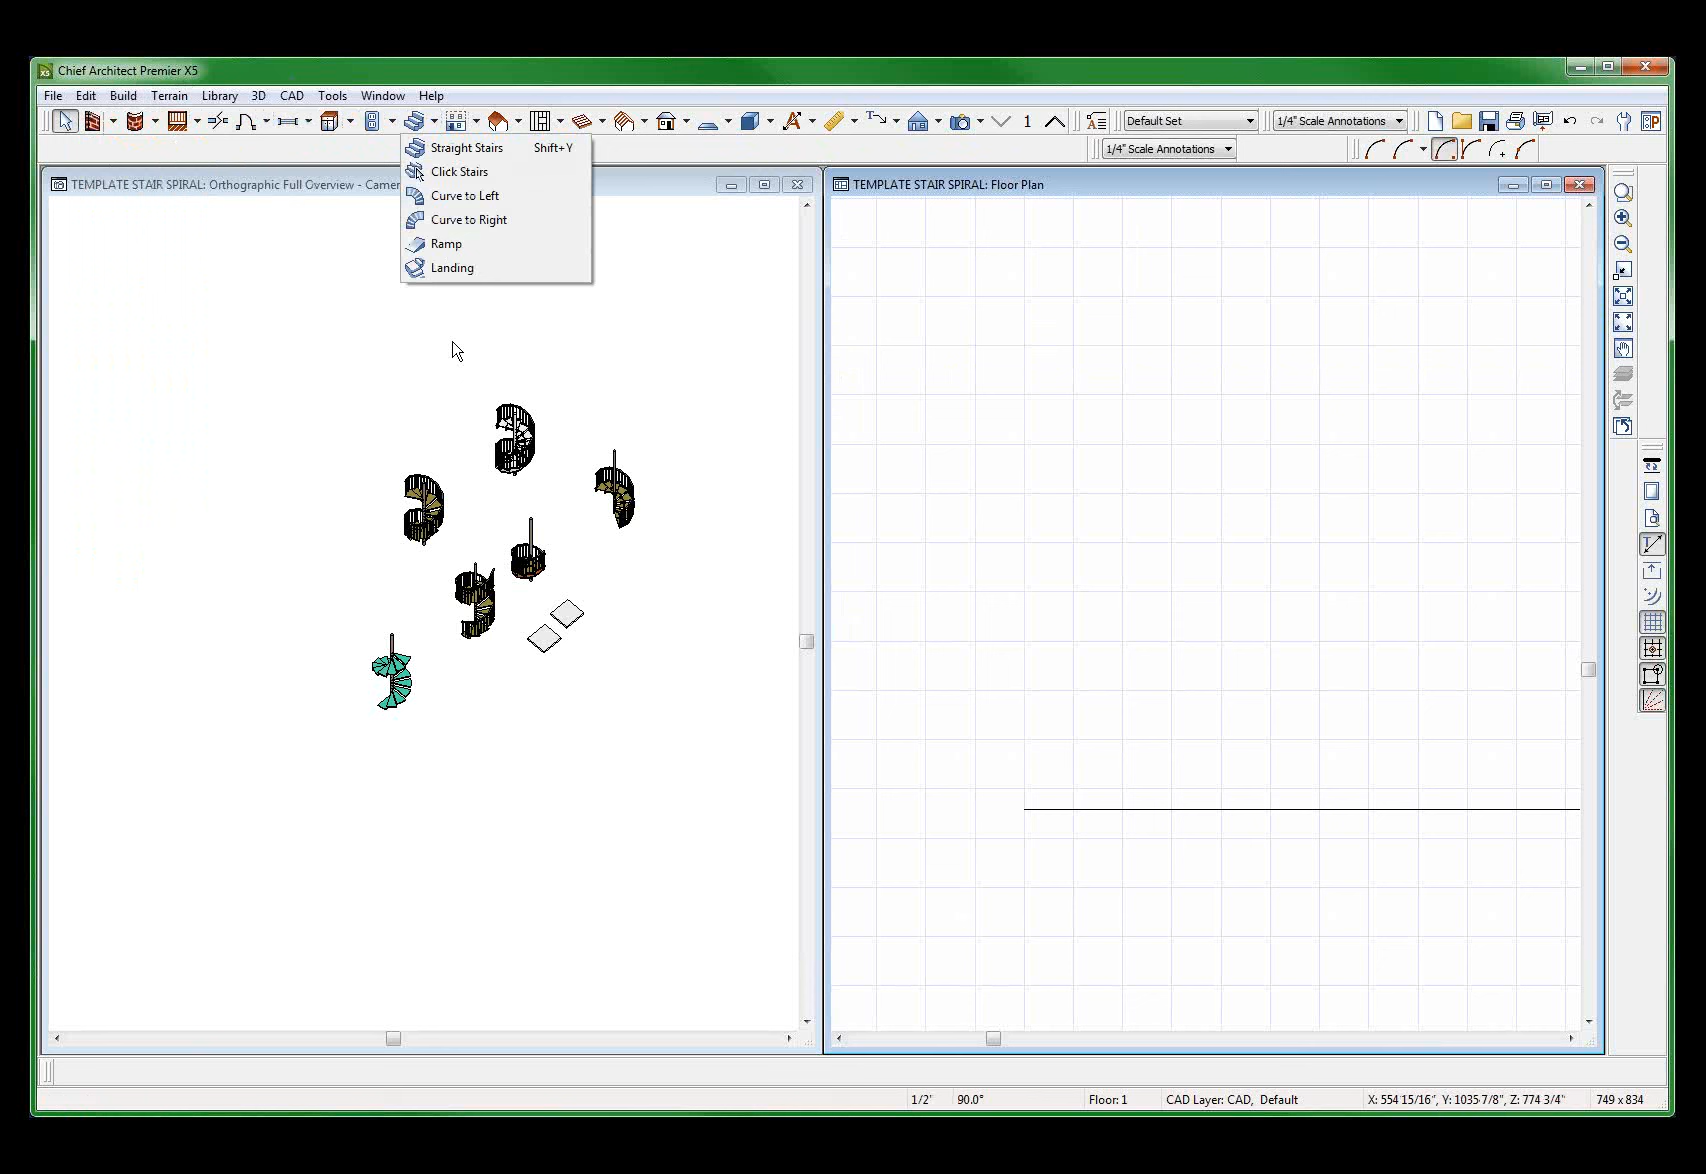 Chief Architect Premier X5
File Edit Build Terrain Library 3D CAD Tools Window Help
1 Default Set 1/4" Scale Annotations
Straight Stairs Shift+Y
1/4" Scale Annotations
Click Stairs
TEMPLATE STAIR SPIRAL: Orthographic Full Overview - Camer
TEMPLATE STAIR SPIRAL: Floor Plan
Curve to Left
Curve to Right
Ramp
Landing
1/2" 90.0° Floor: 1 CAD Layer: CAD, Default X: 554 15/16", Y: 1035 7/8", Z: 774 3/4" 749 x 834